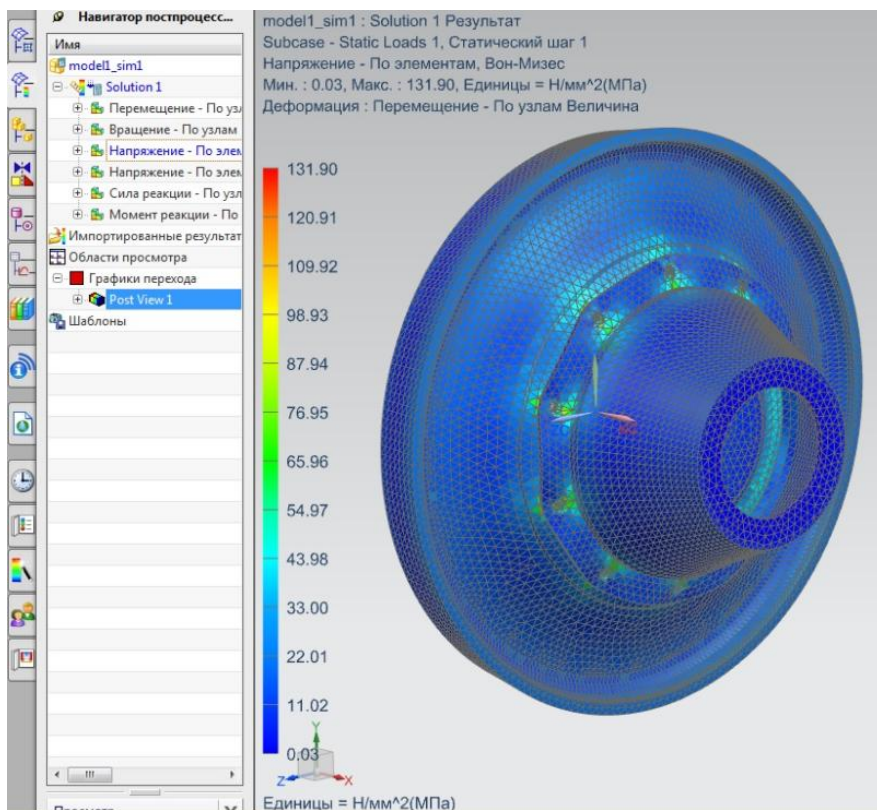 Навигатор постпроцесс...
Имя
model1_sim1
Solution 1
Перемещение - По узл
Вращение - По узлам
Напряжение - По элем
Напряжение - По элем
Сила реакции - По узл
Момент реакции - По
Импортированные результат
Области просмотра
Графики перехода
Post View 1
Шаблоны
model1_sim1 : Solution 1 Результат
Subcase - Static Loads 1, Статический шаг 1
Напряжение - По элементам, Вон-Мизес
Мин. : 0.03, Макс. : 131.90, Единицы = Н/мм^2(МПа)
Деформация : Перемещение - По узлам Величина
131.90
120.91
109.92
98.93
87.94
76.95
65.96
54.97
43.98
33.00
22.01
11.02
0.03
Y
Z
X
Единицы = Н/мм^2(МПа)